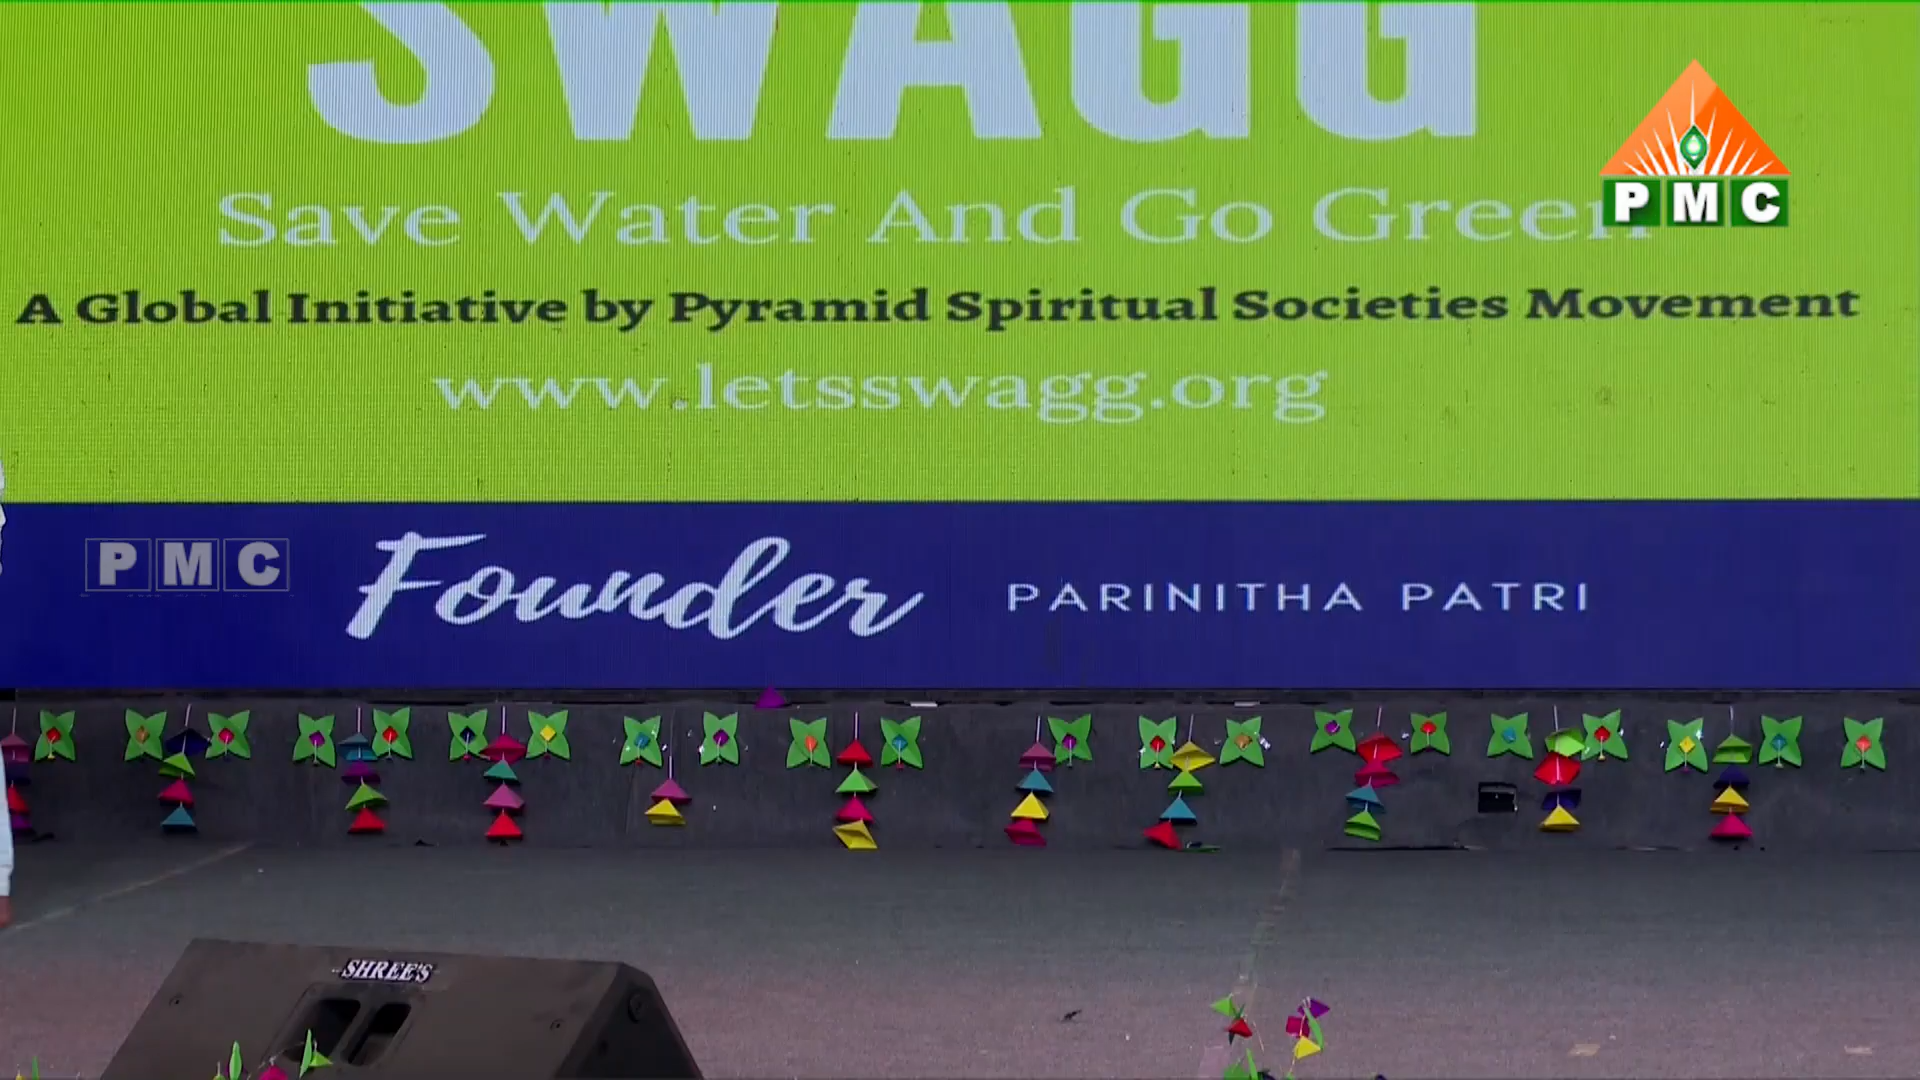 SWAGG
Save Water And Go Green
PMC
A Global Initiative by Pyramid Spiritual Societies Movement
www.letsswagg.org
PMC
Founder PARINITHA PATRI
SHREE'S